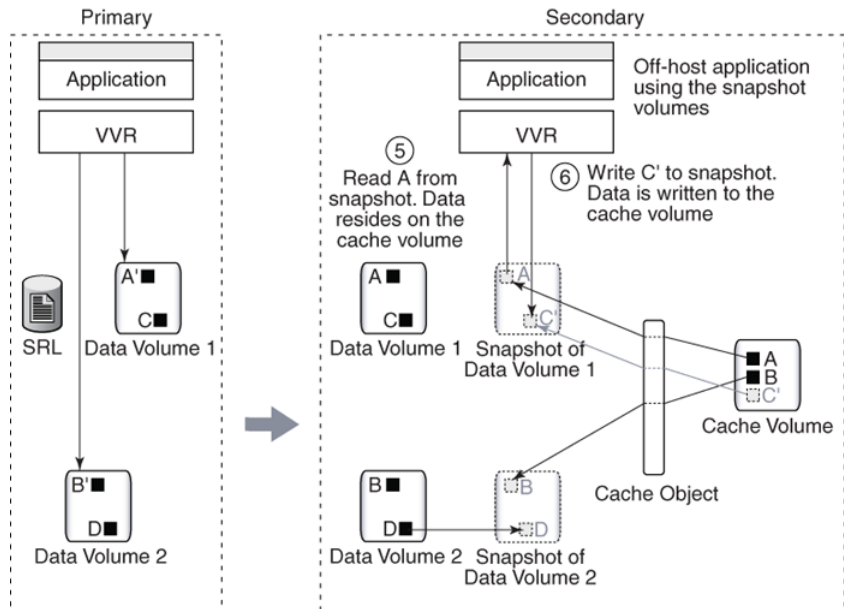 Primary
Secondary
Application
VVR
A'
C
SRL
Data Volume 1
B'
D
Data Volume 2
Application
VVR
Off-host application
using the snapshot
volumes
5
Read A from
snapshot. Data
resides on the
cache volume
6
Write C' to snapshot.
Data is written to the
cache volume
A
C
Data Volume 1
A
C'
Snapshot of
Data Volume 1
A
B
C'
Cache Volume
Cache Object
B
D
Data Volume 2
B
D
Snapshot of
Data Volume 2